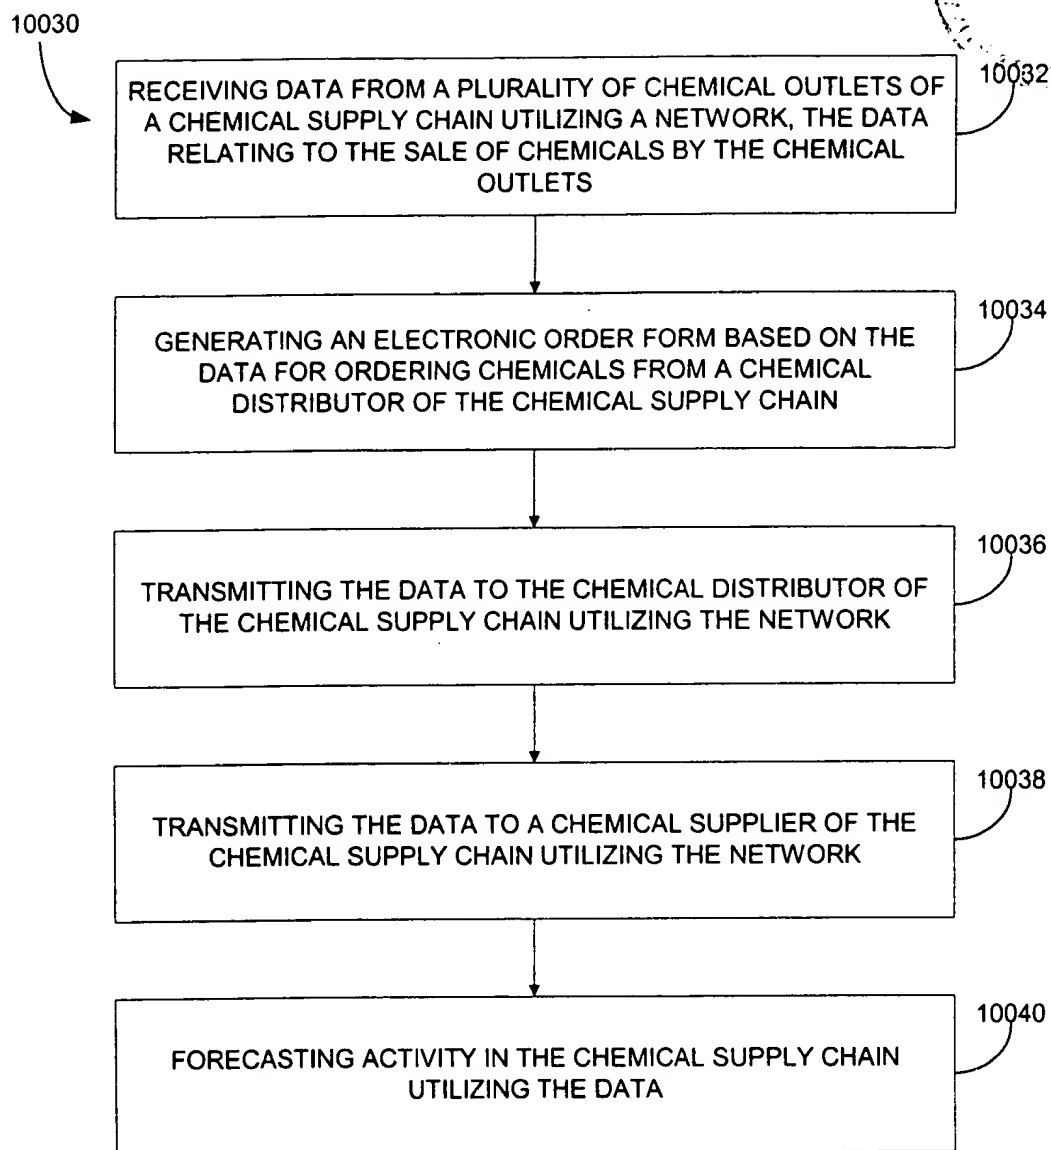 10030
10032
RECEIVING DATA FROM A PLURALITY OF CHEMICAL OUTLETS OF
A CHEMICAL SUPPLY CHAIN UTILIZING A NETWORK, THE DATA
RELATING TO THE SALE OF CHEMICALS BY THE CHEMICAL
OUTLETS
10034
GENERATING AN ELECTRONIC ORDER FORM BASED ON THE
DATA FOR ORDERING CHEMICALS FROM A CHEMICAL
DISTRIBUTOR OF THE CHEMICAL SUPPLY CHAIN
10036
TRANSMITTING THE DATA TO THE CHEMICAL DISTRIBUTOR OF
THE CHEMICAL SUPPLY CHAIN UTILIZING THE NETWORK
10038
TRANSMITTING THE DATA TO A CHEMICAL SUPPLIER OF THE
CHEMICAL SUPPLY CHAIN UTILIZING THE NETWORK
10040
FORECASTING ACTIVITY IN THE CHEMICAL SUPPLY CHAIN
UTILIZING THE DATA